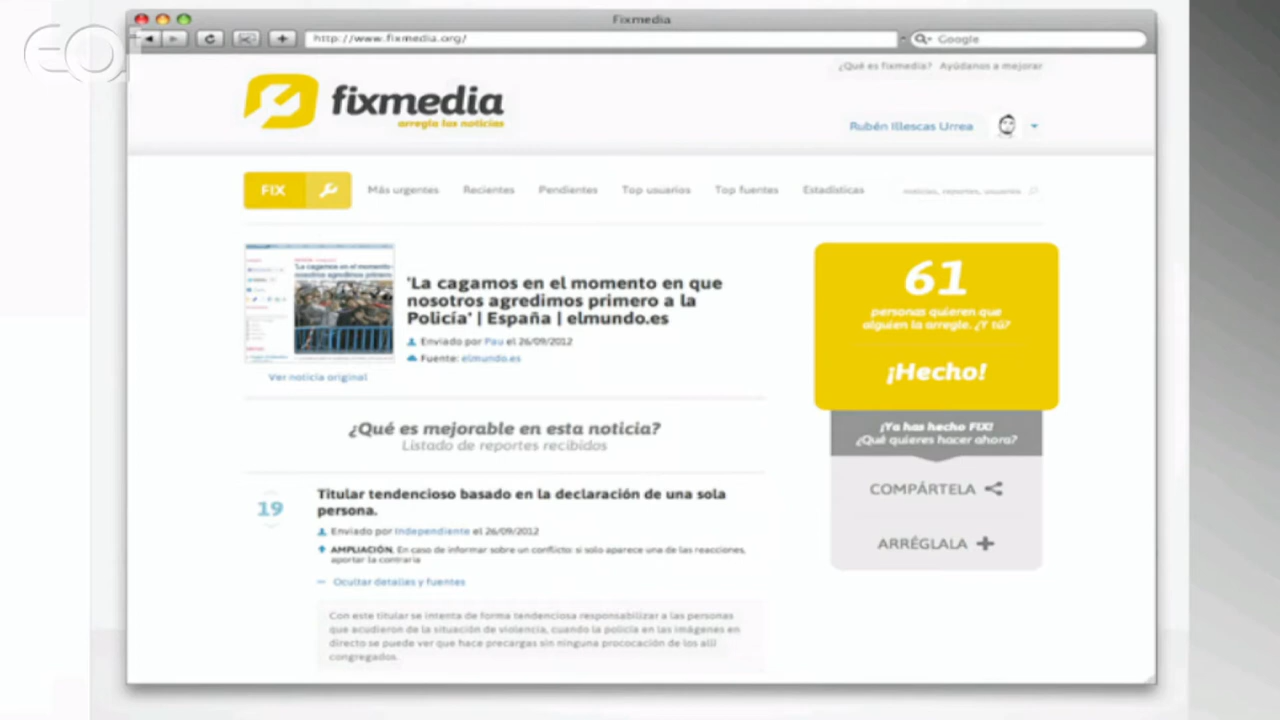 EOI
Fixmedia
http://www.fixmedia.org/
Google
¿Qué es fixmedia? Ayúdanos a mejorar
fixmedia
arregla las noticias
Rubén Illescas Urrea
FIX
Más urgentes Recientes Pendientes Top usuarios Top fuentes Estadísticas noticias, reportes, usuarios
'La cagamos en el momento en que
nosotros agredimos primero a la
Policía' | España | elmundo.es
Enviado por Pau el 26/09/2012
Fuente: elmundo.es
Ver noticia original
61
personas quieren que
alguien la arregle. ¿Y tú?
¡Hecho!
¡Ya has hecho FIX!
¿Qué quieres hacer ahora?
COMPÁRTELA
ARRÉGLALA
¿Qué es mejorable en esta noticia?
Listado de reportes recibidos
19
Titular tendencioso basado en la declaración de una sola
persona.
Enviado por Independiente el 26/09/2012
AMPLIACIÓN. En caso de informar sobre un conflicto si solo aparece una de las reacciones,
aportar la contraria
Ocultar detalles y fuentes
Con este titular se intenta de forma tendenciosa responsabilizar a las personas
que acudieron de la situación de violencia, cuando la policía en las imágenes en
directo se puede ver que hace precargas sin ninguna prococación de los allí
congregados.